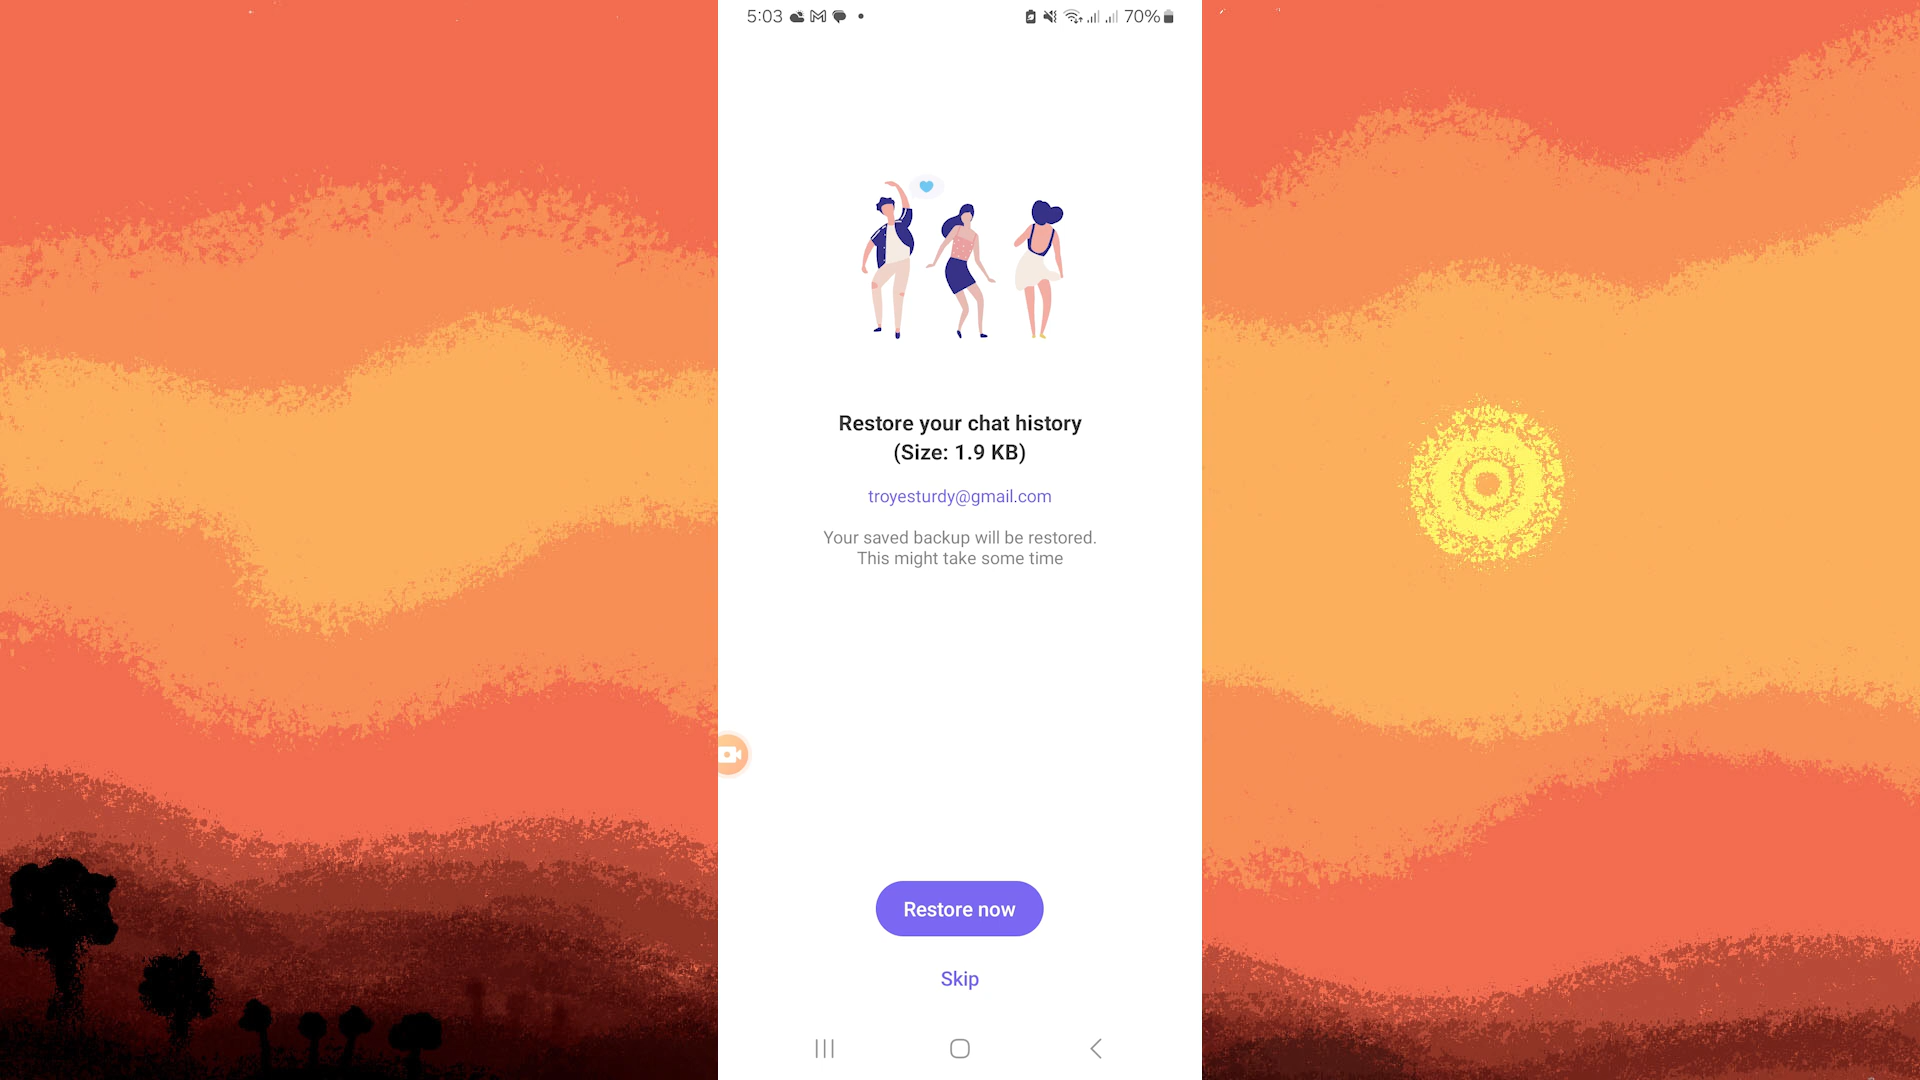 5:03
70%
Restore your chat history
(Size: 1.9 KB)
troyesturdy@gmail.com
Your saved backup will be restored.
This might take some time
Restore now
Skip